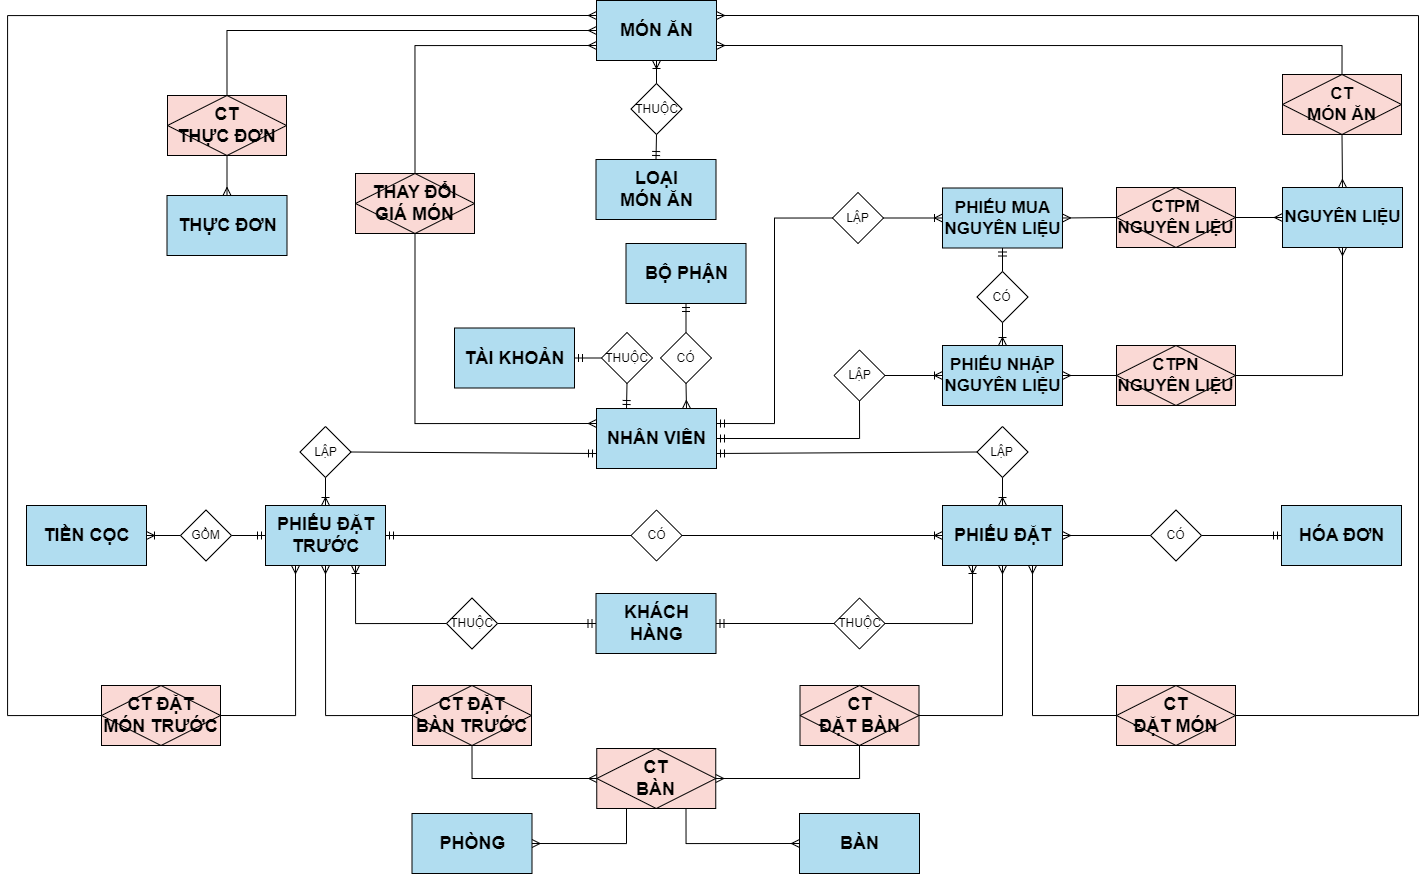 MÓN ĂN
CT
THỰC ĐƠN
THUỘC
CT
MÓN ĂN
THAY ĐỔI
GIÁ MÓN
LOẠI
MÓN ĂN
THỰC ĐƠN
LẬP
PHIẾU MUA
NGUYÊN LIỆU
CTPM
NGUYÊN LIỆU
NGUYÊN LIỆU
BỘ PHẬN
CÓ
TÀI KHOẢN
THUỘC
CÓ
LẬP
PHIẾU NHẬP
NGUYÊN LIỆU
CTPN
NGUYÊN LIỆU
NHÂN VIÊN
LẬP
LẬP
TIỀN CỌC
GỒM
PHIẾU ĐẶT
TRƯỚC
CÓ
PHIẾU ĐẶT
CÓ
HÓA ĐƠN
THUỘC
KHÁCH
HÀNG
THUỘC
CT ĐẶT
MÓN TRƯỚC
CT ĐẶT
BÀN TRƯỚC
CT
ĐẶT BÀN
CT
ĐẶT MÓN
CT
BÀN
PHÒNG
BÀN